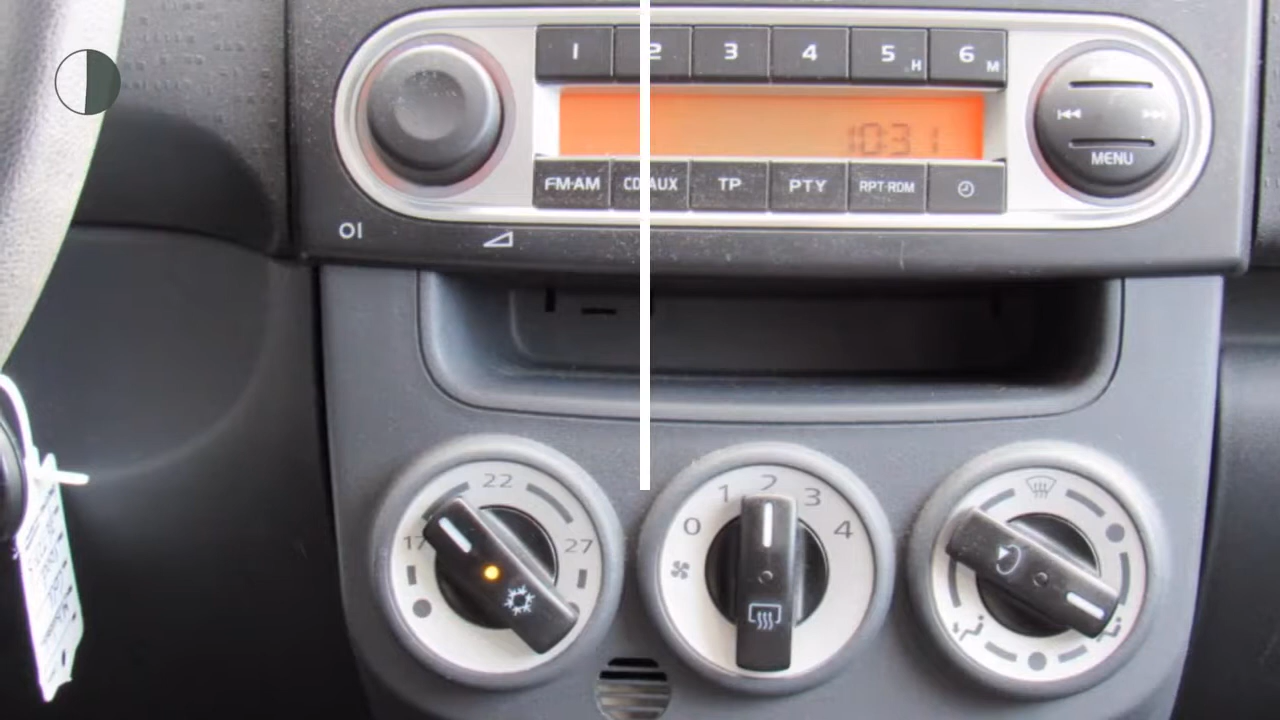 1 2 3 4 5 H 6 M
10:31
FM·AM CD·AUX TP PTY RPT·RDM
MENU
OI
22
17
27
0 1 2 3 4